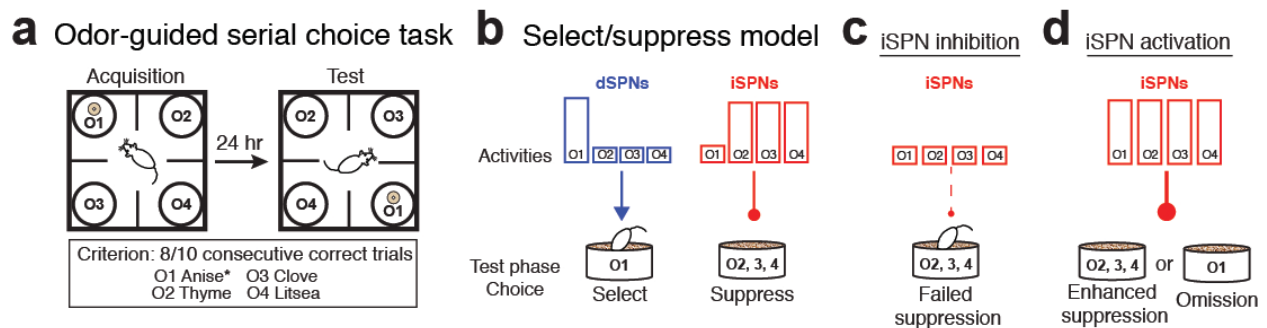 a Odor-guided serial choice task
Acquisition
Test
O1
O2
O3
O4
24 hr
O2
O3
O4
O1
Criterion: 8/10 consecutive correct trials
O1 Anise* O3 Clove
O2 Thyme O4 Litsea
b Select/suppress model
dSPNs
iSPNs
Activities
O1 O2 O3 O4
O1 O2 O3 O4
Test phase
Choice
O1
O2, 3, 4
Select
Suppress
c iSPN inhibition
iSPNs
O1 O2 O3 O4
O2, 3, 4
Failed
suppression
d iSPN activation
iSPNs
O1 O2 O3 O4
O2, 3, 4 or O1
Enhanced
suppression
Omission